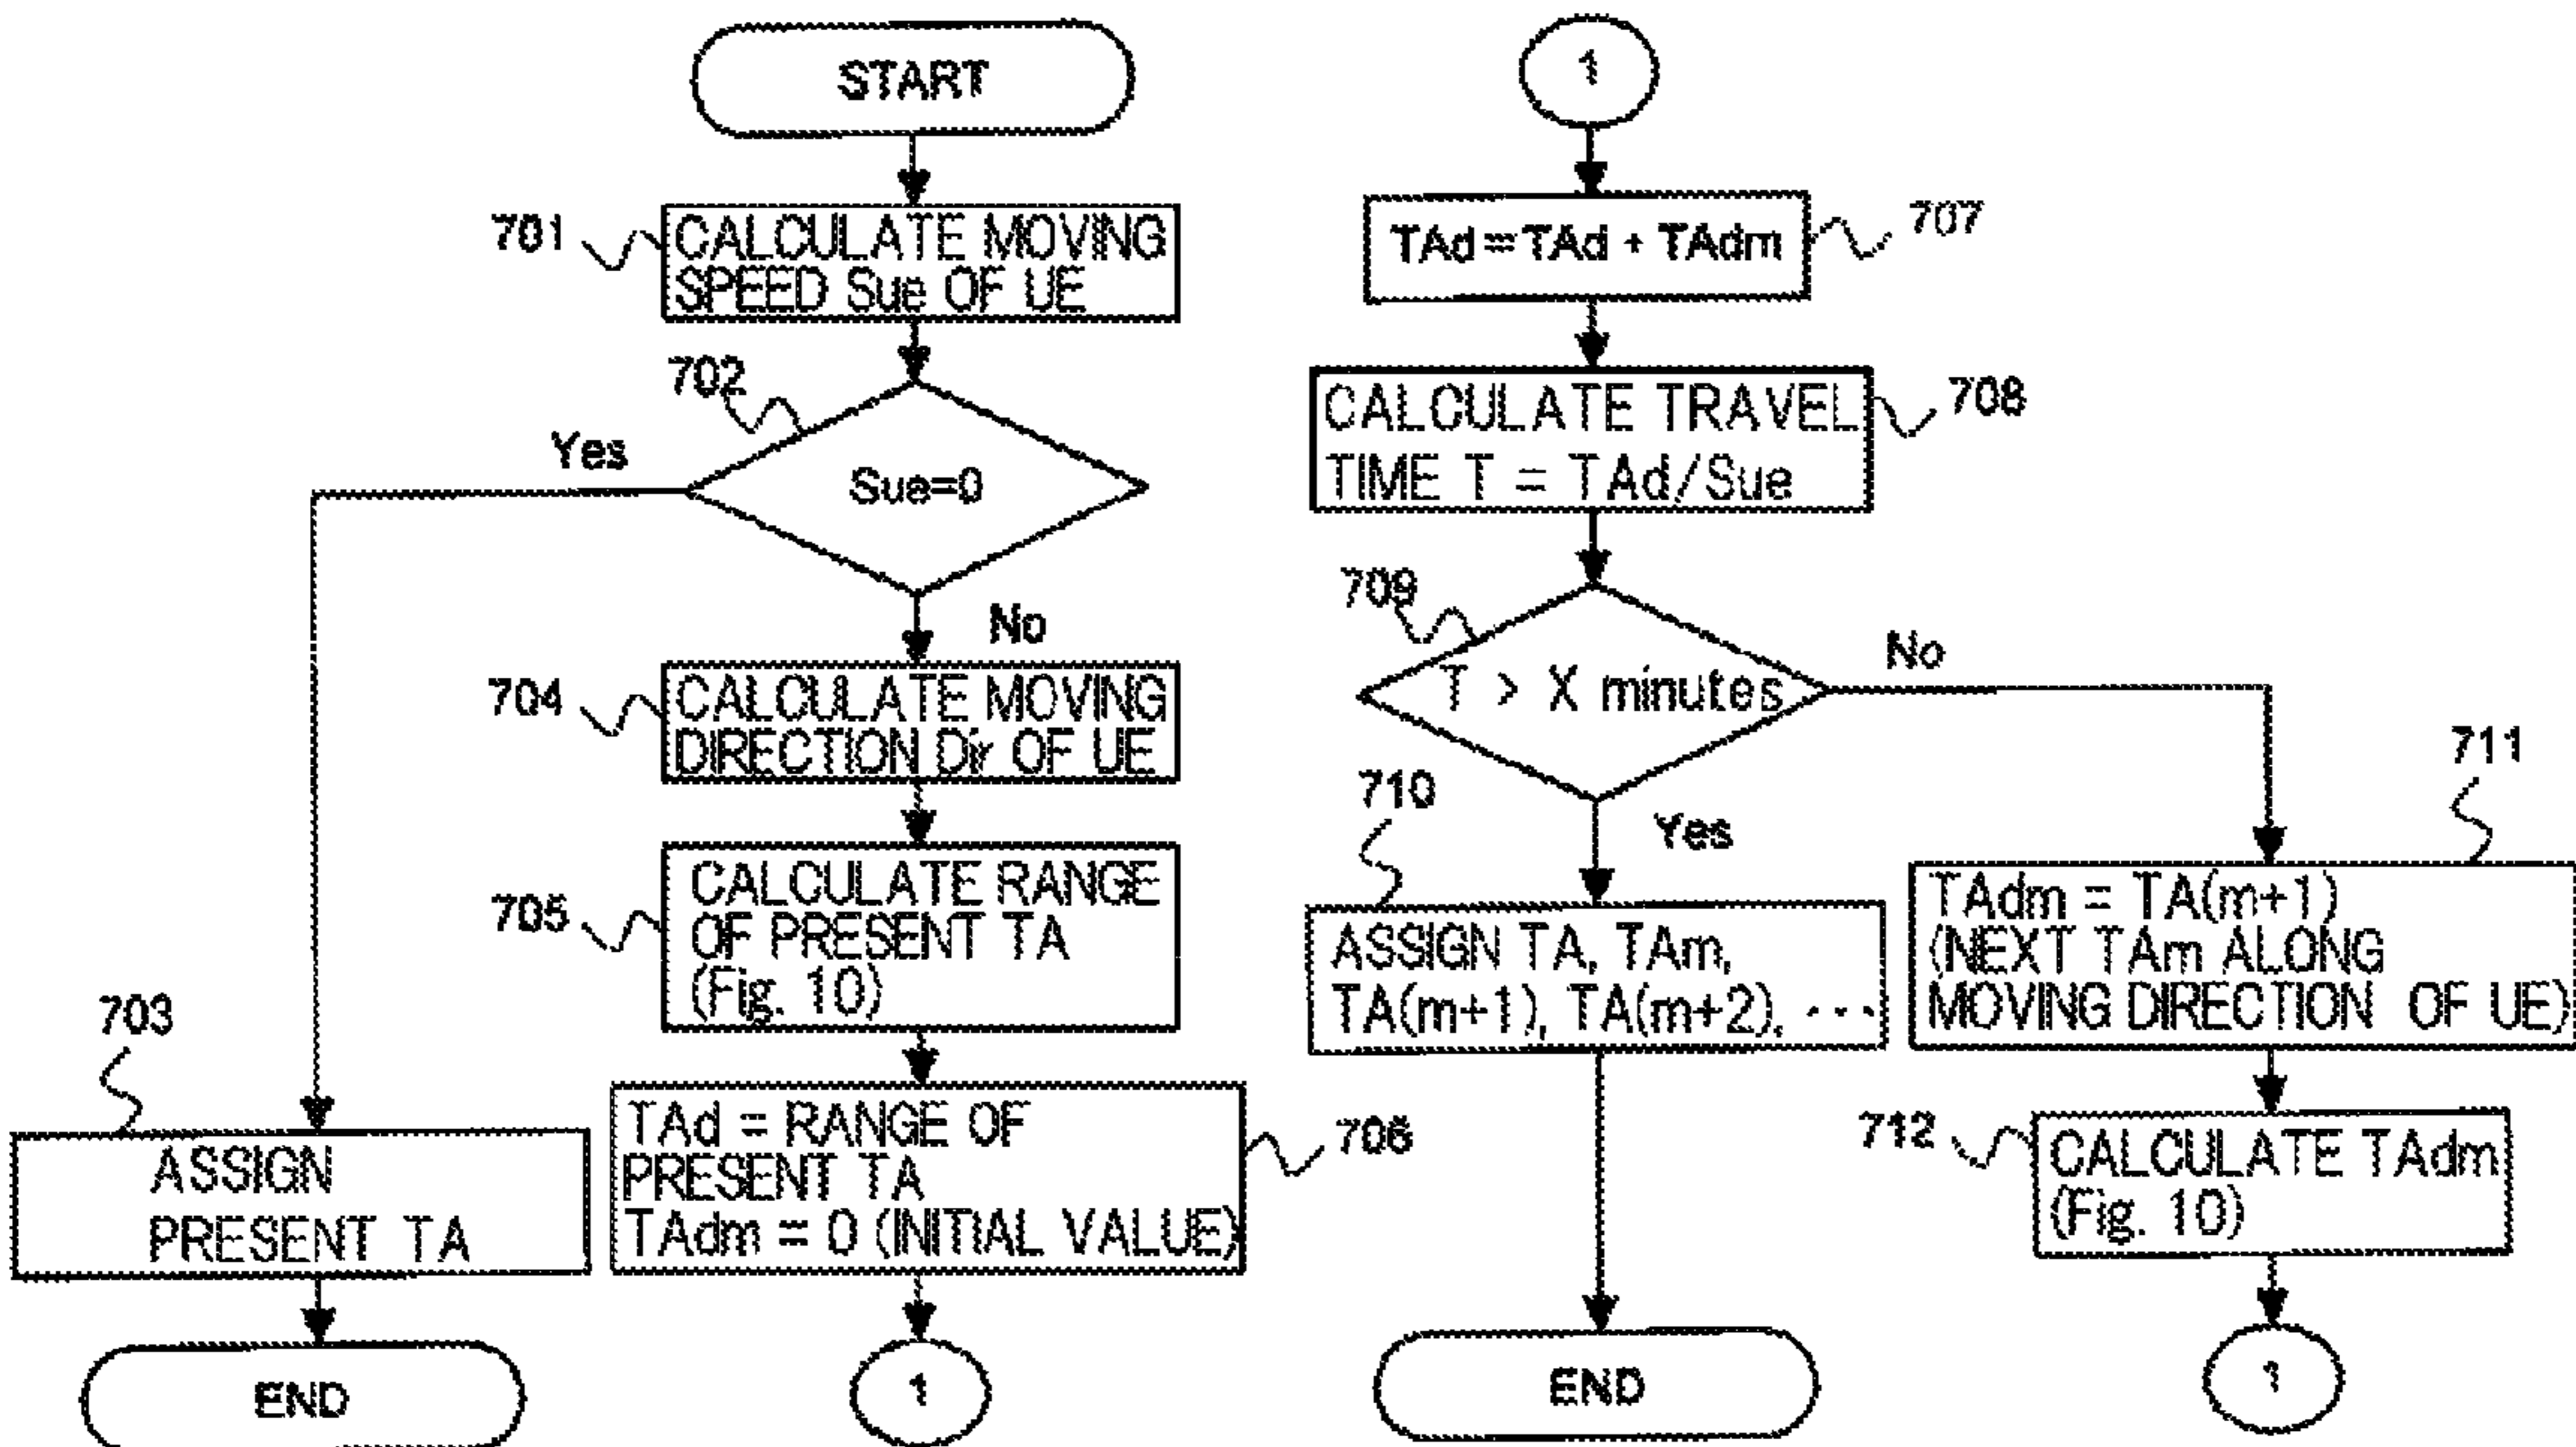 START
701
CALCULATE MOVING
SPEED Sue OF UE
702
Yes
Sue=0
No
704
CALCULATE MOVING
DIRECTION Dir OF UE
705
CALCULATE RANGE
OF PRESENT TA
(Fig. 10)
703
ASSIGN
PRESENT TA
END
TAd = RANGE OF
PRESENT TA
TAdm = 0 (INITIAL VALUE)
706
1
1
TAd = TAd + TAdm
707
CALCULATE TRAVEL
TIME T = TAd/Sue
708
709
T > X minutes
No
Yes
710
ASSIGN TA, TAm,
TA(m+1), TA(m+2), ···
END
711
TAdm = TA(m+1)
(NEXT TAm ALONG
MOVING DIRECTION OF UE)
712
CALCULATE TAdm
(Fig. 10)
1